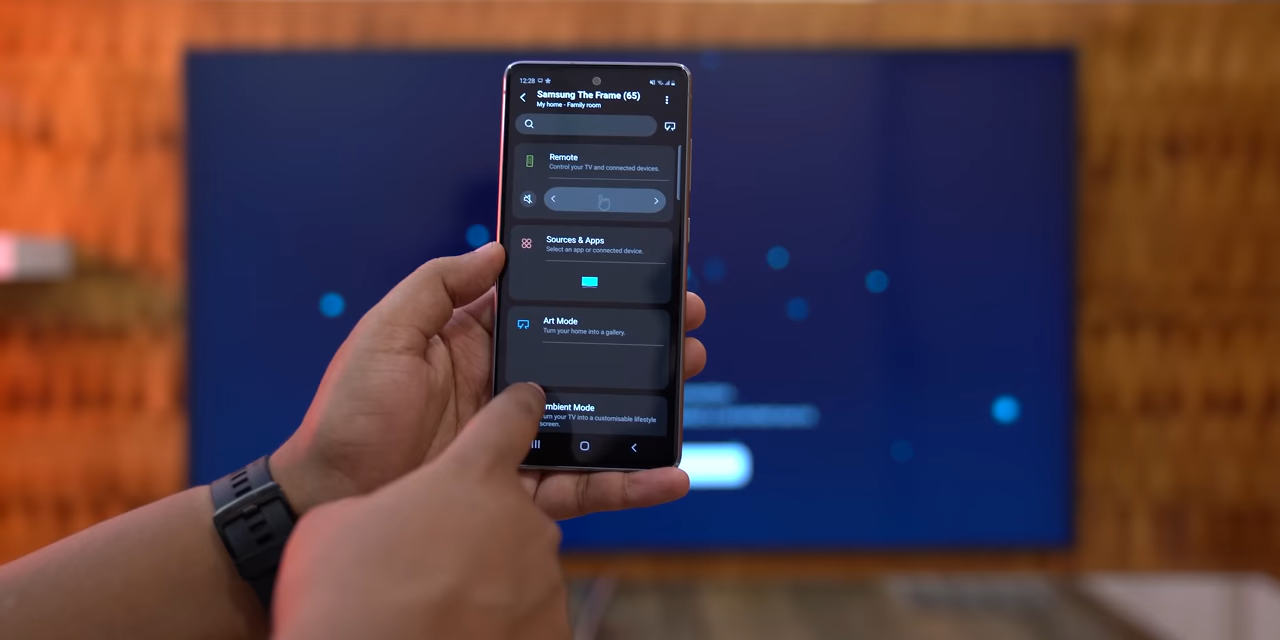 12:28
Samsung The Frame (65)
My home - Family room
Remote
Control your TV and connected devices.
Sources & Apps
Select an app or connected device.
Art Mode
Turn your home into a gallery.
mbient Mode
urn your TV into a customisable lifestyle
screen.